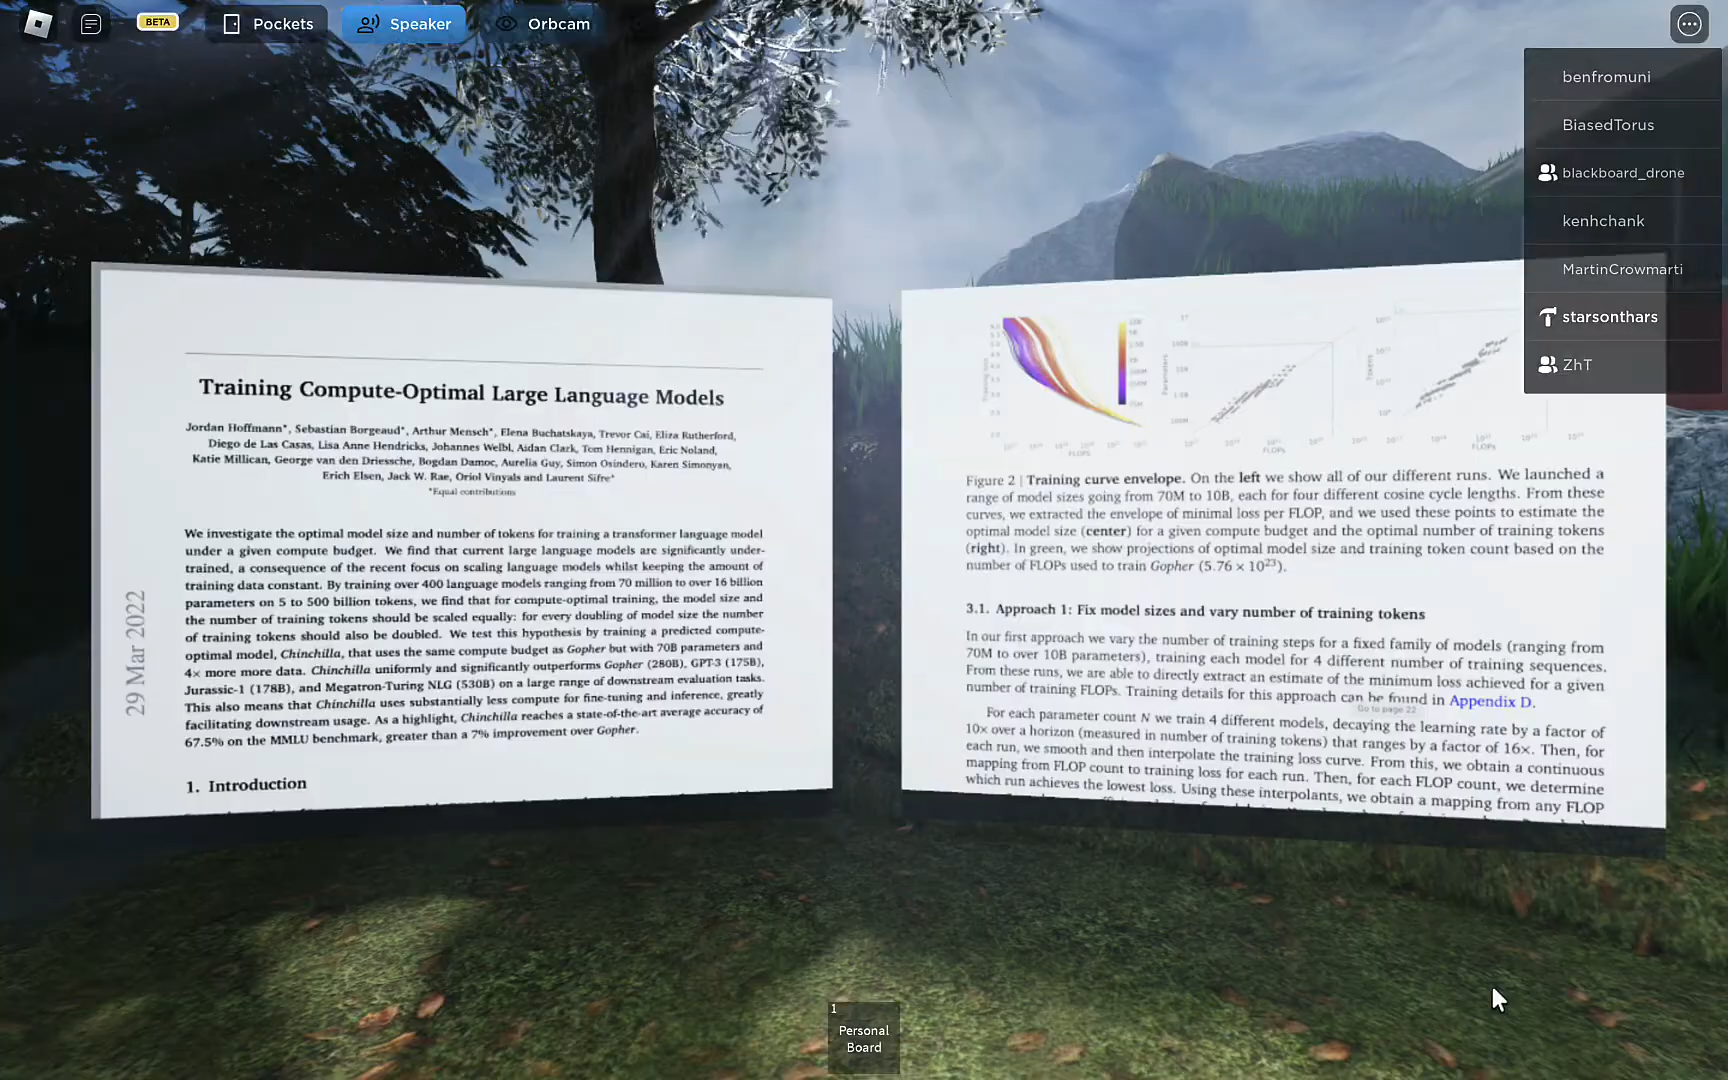 BETA
Pockets
Speaker
Orbcam
benfromuni
BiasedTorus
blackboard_drone
kenhchank
MartinCrowmarti
starsonthars
ZhT
29 Mar 2022
Training Compute-Optimal Large Language Models
Jordan Hoffmann*, Sebastian Borgeaud*, Arthur Mensch*, Elena Buchatskaya, Trevor Cai, Eliza Rutherford,
Diego de Las Casas, Lisa Anne Hendricks, Johannes Welbl, Aidan Clark, Tom Hennigan, Eric Noland,
Katie Millican, George van den Driessche, Bogdan Damoc, Aurelia Guy, Simon Osindero, Karen Simonyan,
Erich Elsen, Jack W. Rae, Oriol Vinyals and Laurent Sifre*
*Equal contributions
We investigate the optimal model size and number of tokens for training a transformer language model
under a given compute budget. We find that current large language models are significantly under-
trained, a consequence of the recent focus on scaling language models whilst keeping the amount of
training data constant. By training over 400 language models ranging from 70 million to over 16 billion
parameters on 5 to 500 billion tokens, we find that for compute-optimal training, the model size and
the number of training tokens should be scaled equally: for every doubling of model size the number
of training tokens should also be doubled. We test this hypothesis by training a predicted compute-
optimal model, Chinchilla, that uses the same compute budget as Gopher but with 70B parameters and
4× more more data. Chinchilla uniformly and significantly outperforms Gopher (280B), GPT-3 (175B),
Jurassic-1 (178B), and Megatron-Turing NLG (530B) on a large range of downstream evaluation tasks.
This also means that Chinchilla uses substantially less compute for fine-tuning and inference, greatly
facilitating downstream usage. As a highlight, Chinchilla reaches a state-of-the-art average accuracy of
67.5% on the MMLU benchmark, greater than a 7% improvement over Gopher.
1. Introduction
Training loss
FLOPs
Parameters
FLOPs
Tokens
FLOPs
Figure 2 | Training curve envelope. On the left we show all of our different runs. We launched a
range of model sizes going from 70M to 10B, each for four different cosine cycle lengths. From these
curves, we extracted the envelope of minimal loss per FLOP, and we used these points to estimate the
optimal model size (center) for a given compute budget and the optimal number of training tokens
(right). In green, we show projections of optimal model size and training token count based on the
number of FLOPs used to train Gopher (5.76 × 10²³).
3.1. Approach 1: Fix model sizes and vary number of training tokens
In our first approach we vary the number of training steps for a fixed family of models (ranging from
70M to over 10B parameters), training each model for 4 different number of training sequences.
From these runs, we are able to directly extract an estimate of the minimum loss achieved for a given
number of training FLOPs. Training details for this approach can be found in Appendix D.
Go to page 22
For each parameter count N we train 4 different models, decaying the learning rate by a factor of
10× over a horizon (measured in number of training tokens) that ranges by a factor of 16×. Then, for
each run, we smooth and then interpolate the training loss curve. From this, we obtain a continuous
mapping from FLOP count to training loss for each run. Then, for each FLOP count, we determine
which run achieves the lowest loss. Using these interpolants, we obtain a mapping from any FLOP
1
Personal
Board